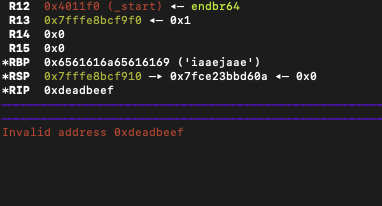 R12 0x4011f0 (_start) ◂— endbr64
R13 0x7fffe8bcf9f0 ◂— 0x1
R14 0x0
R15 0x0
*RBP 0x6561616a65616169 ('iaaejaae')
*RSP 0x7fffe8bcf910 —▸ 0x7fce23bbd60a ◂— 0x0
*RIP 0xdeadbeef
Invalid address 0xdeadbeef